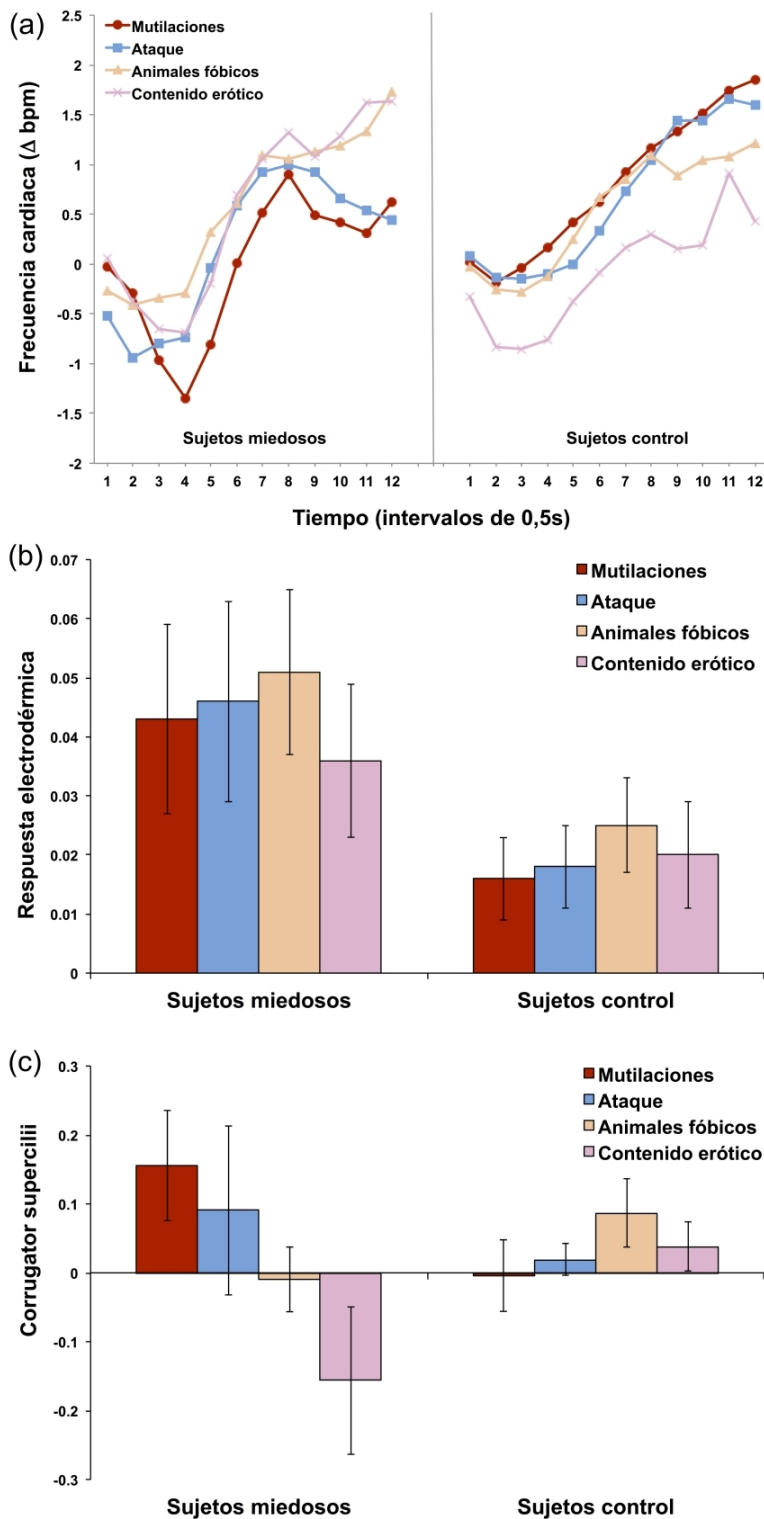 (a)
Mutilaciones
Ataque
Animales fóbicos
Contenido erótico
Frecuencia cardiaca (Δ bpm)
2.5
2
1.5
1
0.5
0
-0.5
-1
-1.5
-2
Sujetos miedosos
Sujetos control
1 2 3 4 5 6 7 8 9 10 11 12 1 2 3 4 5 6 7 8 9 10 11 12
Tiempo (intervalos de 0,5s)
(b)
Respuesta electrodérmica
0.07
0.06
0.05
0.04
0.03
0.02
0.01
0
Mutilaciones
Ataque
Animales fóbicos
Contenido erótico
Sujetos miedosos
Sujetos control
(c)
Corrugator supercilii
0.3
0.2
0.1
0
-0.1
-0.2
-0.3
Mutilaciones
Ataque
Animales fóbicos
Contenido erótico
Sujetos miedosos
Sujetos control